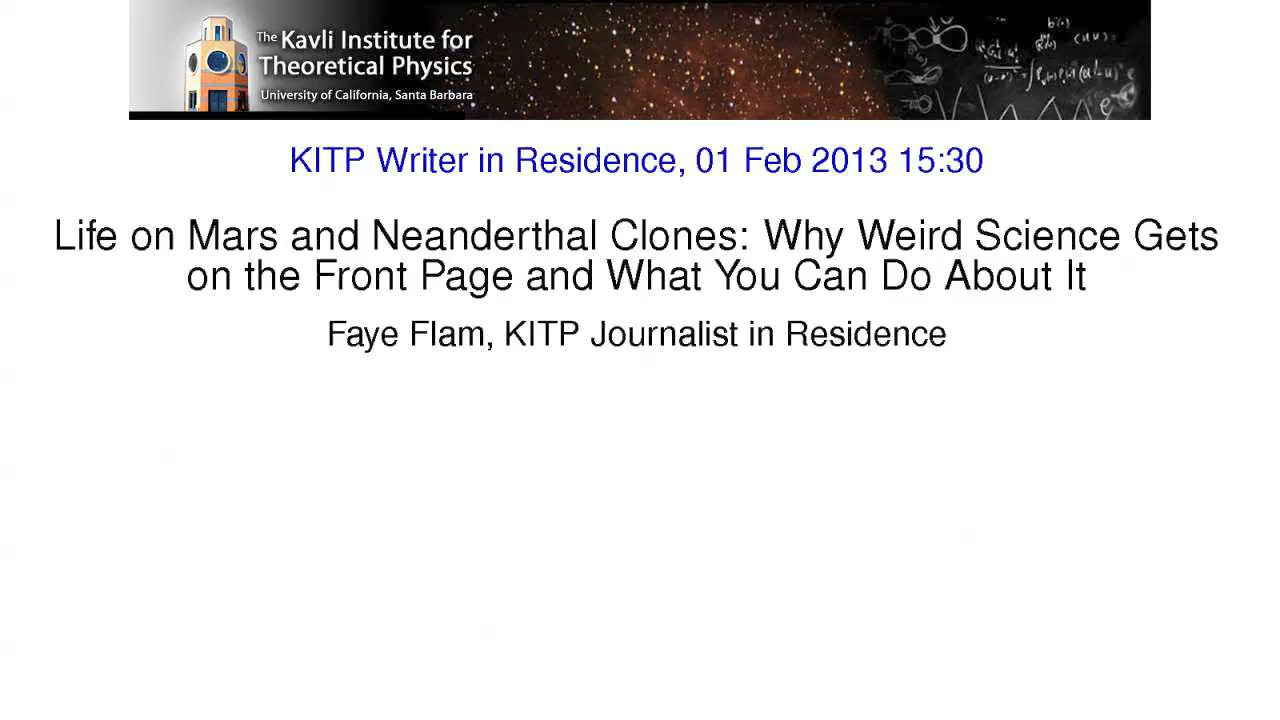 The Kavli Institute for
Theoretical Physics
University of California, Santa Barbara
KITP Writer in Residence, 01 Feb 2013 15:30
Life on Mars and Neanderthal Clones: Why Weird Science Gets
on the Front Page and What You Can Do About It
Faye Flam, KITP Journalist in Residence